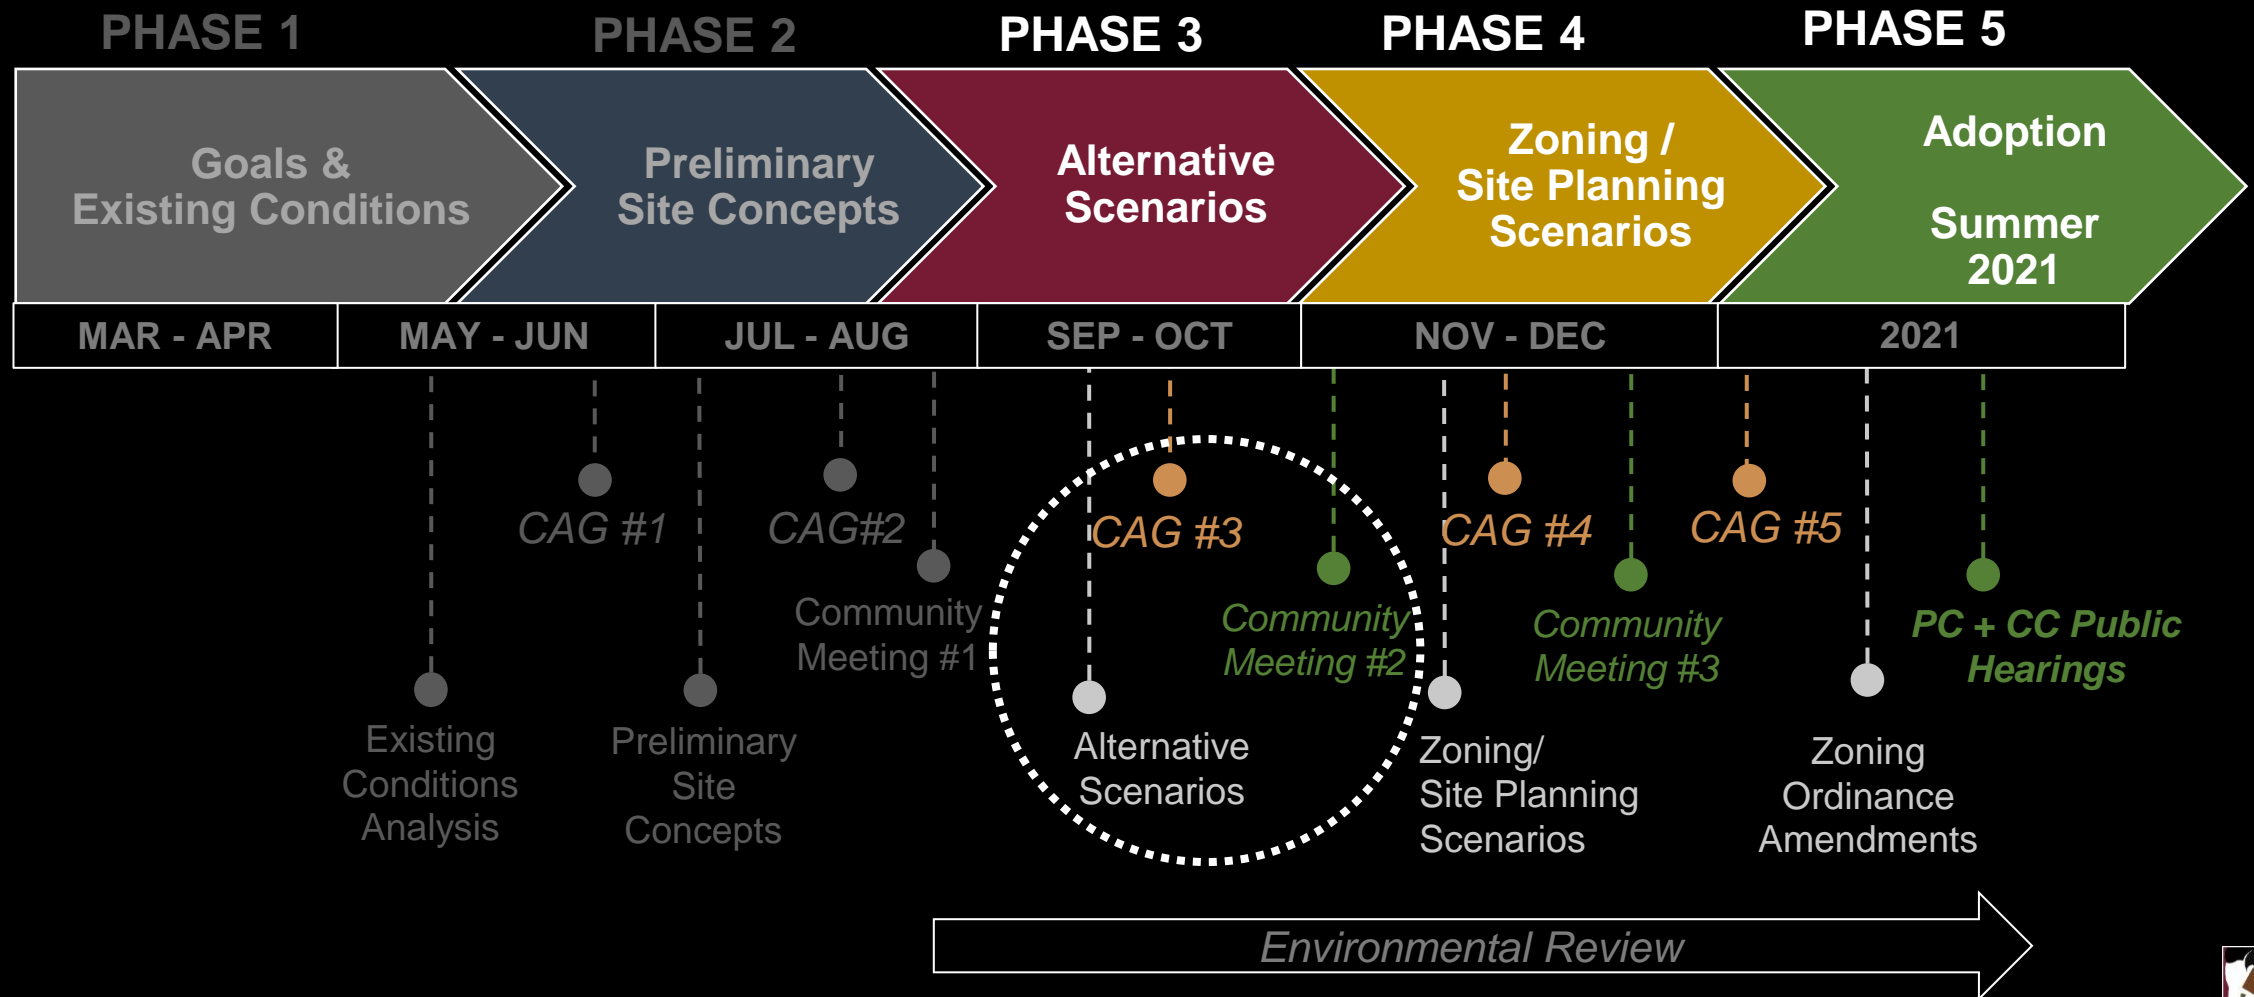 PHASE 1
PHASE 2
PHASE 3
PHASE 4
PHASE 5
Goals &
Existing Conditions
Preliminary
Site Concepts
Alternative
Scenarios
Zoning /
Site Planning
Scenarios
Adoption
Summer
2021
MAR - APR
MAY - JUN
JUL - AUG
SEP - OCT
NOV - DEC
2021
CAG #1
CAG#2
CAG #3
CAG #4
CAG #5
Community
Meeting #1
Community
Meeting #2
Community
Meeting #3
PC + CC Public
Hearings
Existing
Conditions
Analysis
Preliminary
Site
Concepts
Alternative
Scenarios
Zoning/
Site Planning
Scenarios
Zoning
Ordinance
Amendments
Environmental Review